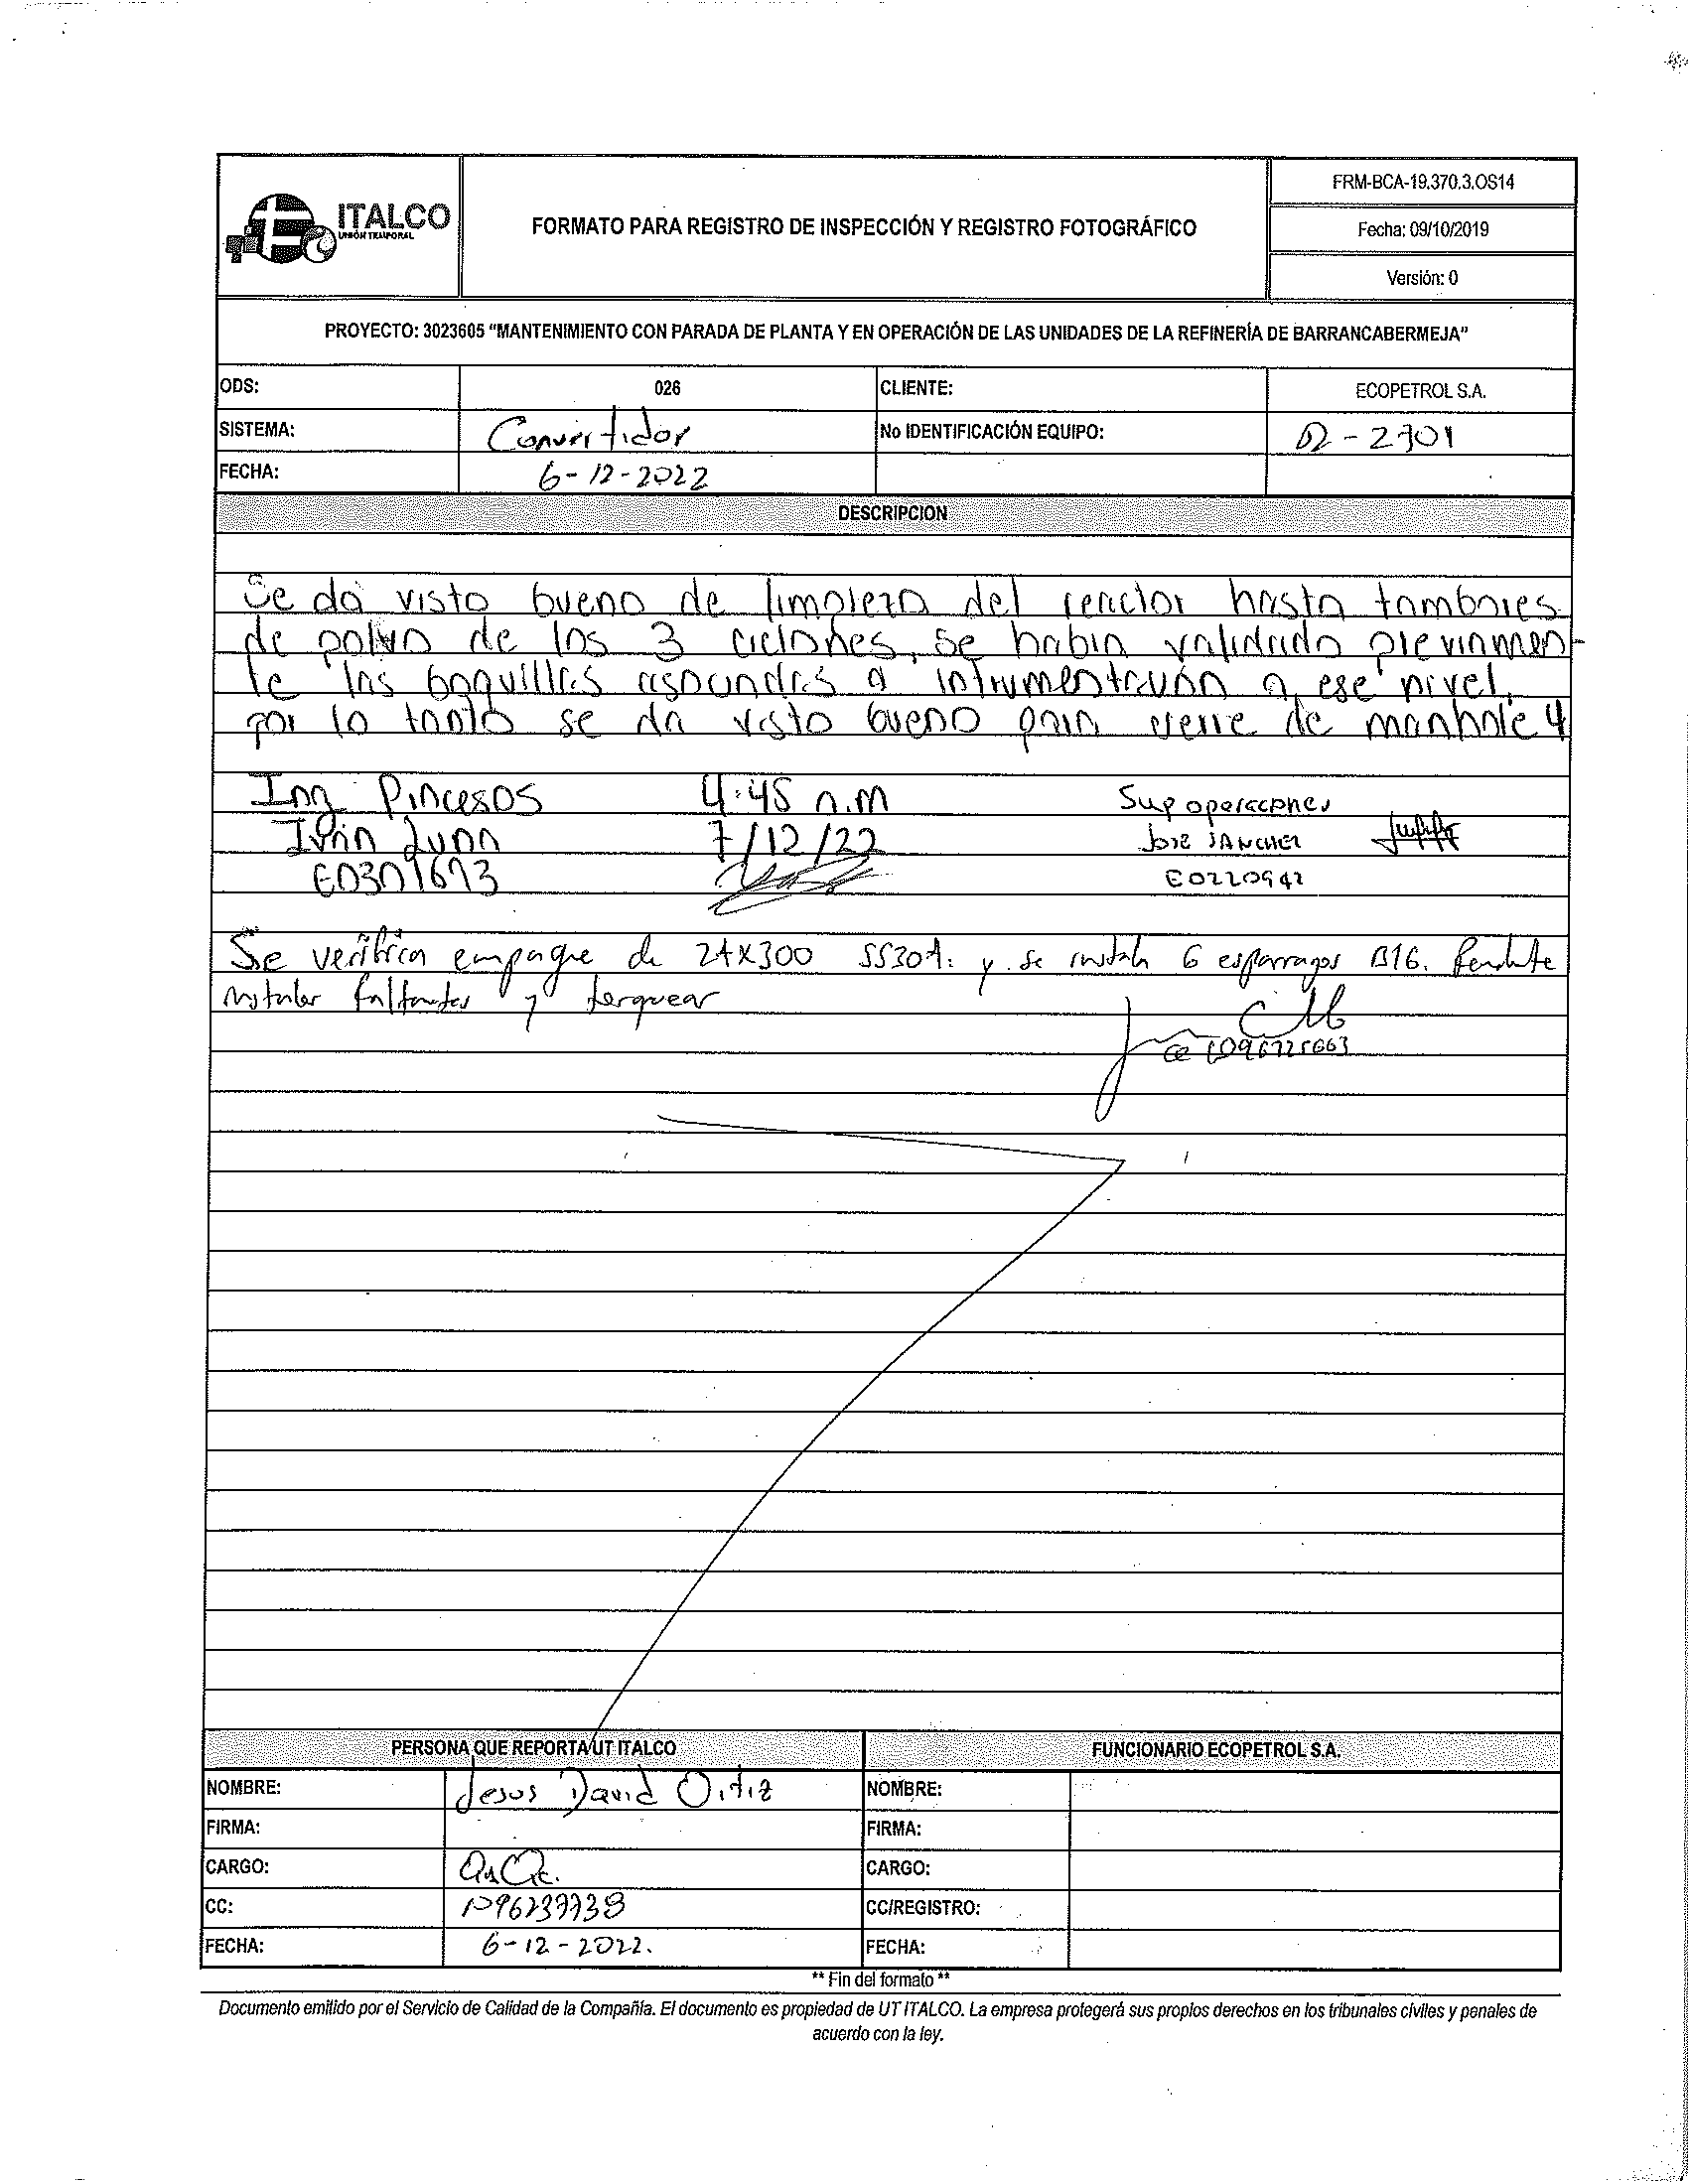 ITALCO
UNIÓN TEMPORAL
FORMATO PARA REGISTRO DE INSPECCIÓN Y REGISTRO FOTOGRÁFICO
FRM-BCA-19.370.3.OS14
Fecha: 09/10/2019
Versión: 0
PROYECTO: 3023605 "MANTENIMIENTO CON PARADA DE PLANTA Y EN OPERACIÓN DE LAS UNIDADES DE LA REFINERÍA DE BARRANCABERMEJA"
ODS: 026 CLIENTE: ECOPETROL S.A.
SISTEMA: Convertidor No IDENTIFICACIÓN EQUIPO: D-2701
FECHA: 6-12-2022
DESCRIPCION
Se da visto bueno de limpieza del reactor hasta tambores
de polvo de los 3 ciclones, se habia validado previamen-
te las boquillas asociadas a intrumentación a ese nivel,
por lo tanto se da visto bueno para cierre de manhole 4
Ing Procesos 4:45 a.m Sup operaciones
Iván Luna 7/12/22 JOSE SANCHEZ
E0301673 E0220942
Se verifica empaque de 24X300 SS304. y se instala 6 esparragos B16. Pendiente
instalar faltantes y torquear
CC 1096725663
PERSONA QUE REPORTA UT ITALCO FUNCIONARIO ECOPETROL S.A.
NOMBRE: Jesus David Ortiz NOMBRE:
FIRMA: FIRMA:
CARGO: QAQC. CARGO:
CC: 1096237738 CC/REGISTRO:
FECHA: 6-12-2022. FECHA:
** Fin del formato **
Documento emitido por el Servicio de Calidad de la Compañía. El documento es propiedad de UT ITALCO. La empresa protegerá sus propios derechos en los tribunales civiles y penales de
acuerdo con la ley.